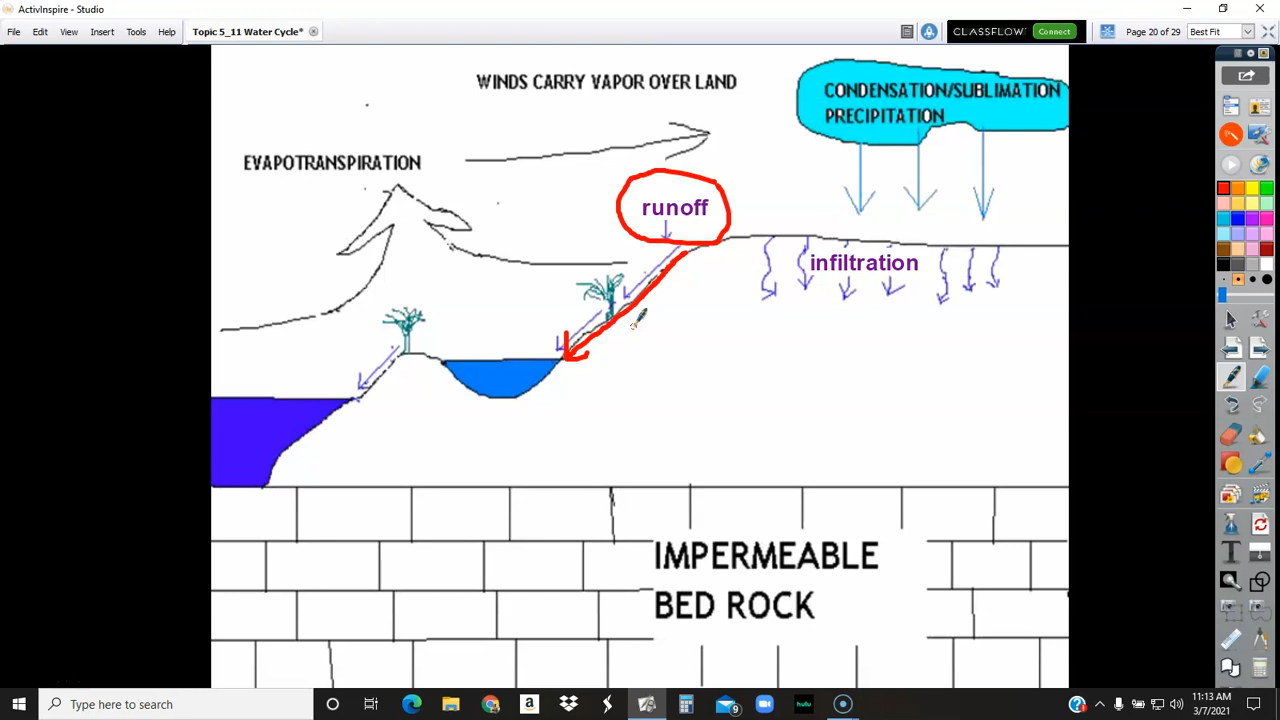 ActivInspire - Studio
File Edit View Insert Tools Help
Topic 5_11 Water Cycle*
CLASSFLOW
Connect
Page 20 of 29
Best Fit
WINDS CARRY VAPOR OVER LAND
CONDENSATION/SUBLIMATION
PRECIPITATION
EVAPOTRANSPIRATION
runoff
infiltration
IMPERMEABLE
BED ROCK
Type here to search
a
9
hulu
11:13 AM
3/7/2021